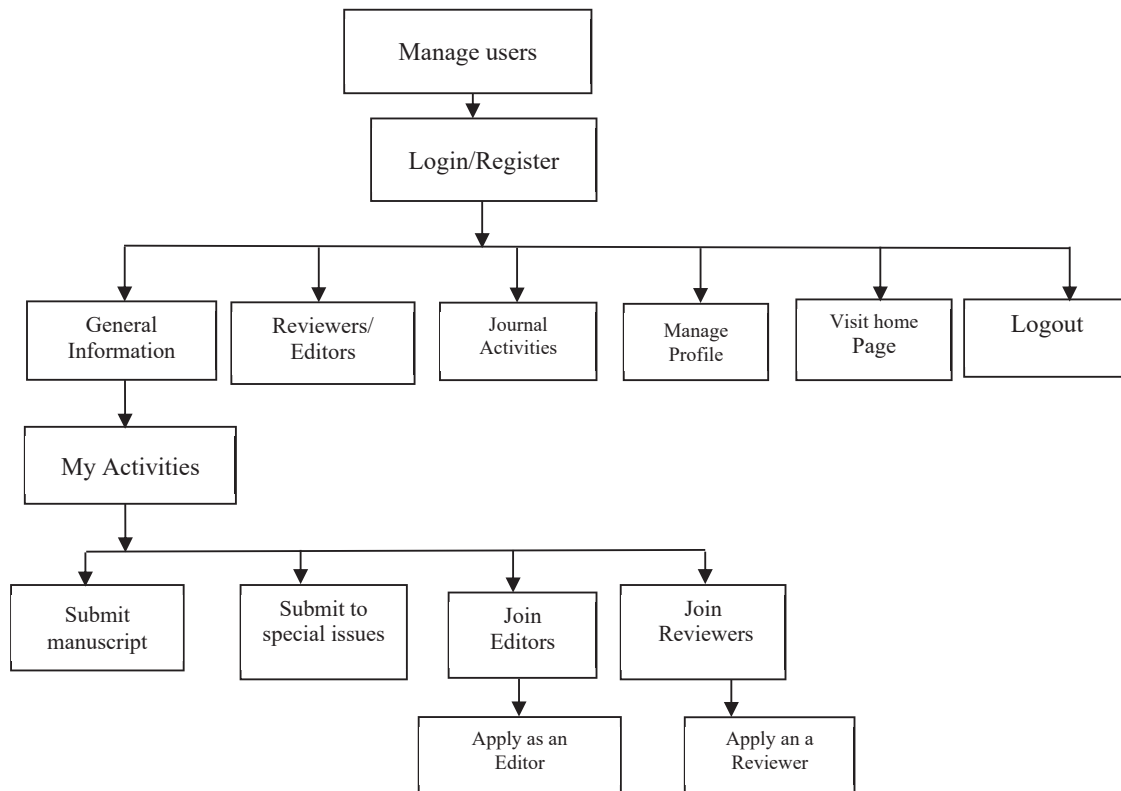 Manage users
Login/Register
General
Information
Reviewers/
Editors
Journal
Activities
Manage
Profile
Visit home
Page
Logout
My Activities
Submit
manuscript
Submit to
special issues
Join
Editors
Join
Reviewers
Apply as an
Editor
Apply an a
Reviewer